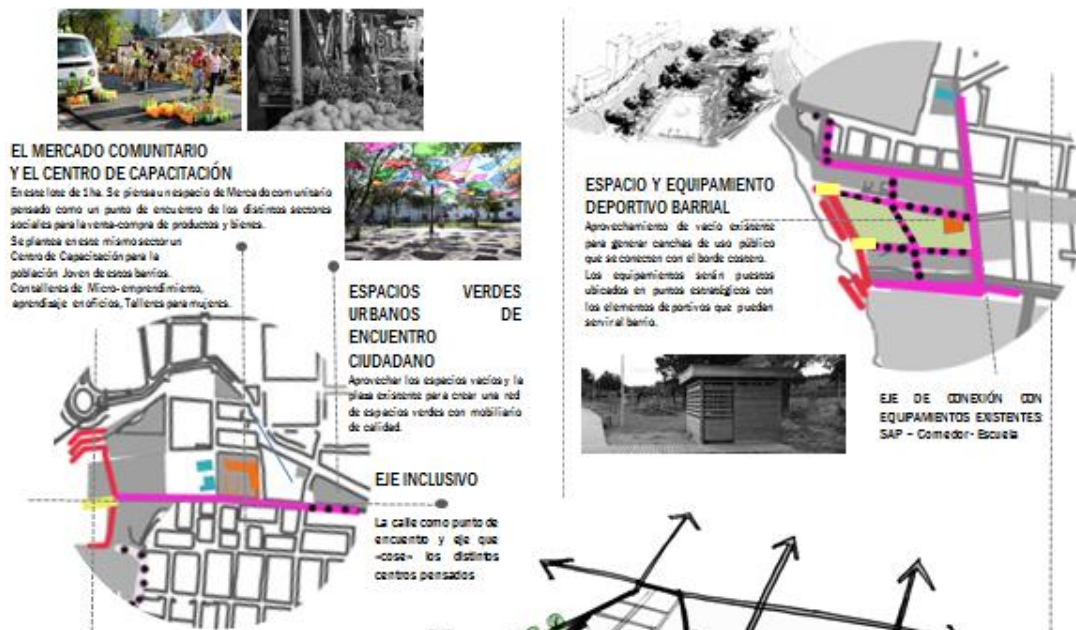 EL MERCADO COMUNITARIO
Y EL CENTRO DE CAPACITACIÓN
En este lote de 1ha. Se piensa un espacio de Mercado comunitario
pensado como un punto de encuentro de los distintos sectores
sociales para la venta-compra de productos y bienes.
Se plantea en este mismo sector un
Centro de Capacitación para la
población Joven de estos barrios.
Con talleres de Micro-emprendimiento,
aprendizaje en oficios, Talleres para mujeres.
ESPACIOS VERDES
URBANOS DE
ENCUENTRO
CIUDADANO
Aprovechar los espacios vacíos y la
plaza existente para crear una red
de espacios verdes con mobiliario
de calidad.
EJE INCLUSIVO
La calle como punto de
encuentro y eje que
«cose» los distintos
centros pensados
ESPACIO Y EQUIPAMIENTO
DEPORTIVO BARRIAL
Aprovechamiento de vacío existente
para generar canchas de uso público
que se conecten con el borde costero.
Los equipamientos serán puestos
ubicados en puntos estratégicos con
los elementos deportivos que puedan
servir al barrio.
EJE DE CONEXIÓN CON
EQUIPAMIENTOS EXISTENTES:
SAP – Comedor- Escuela